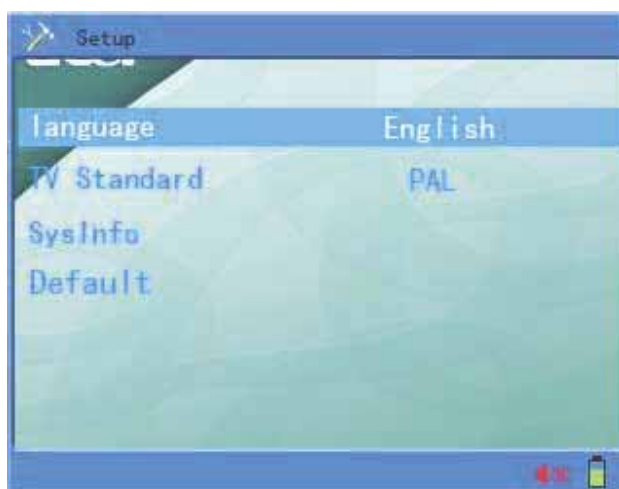 Setup
language English
TV Standard PAL
SysInfo
Default